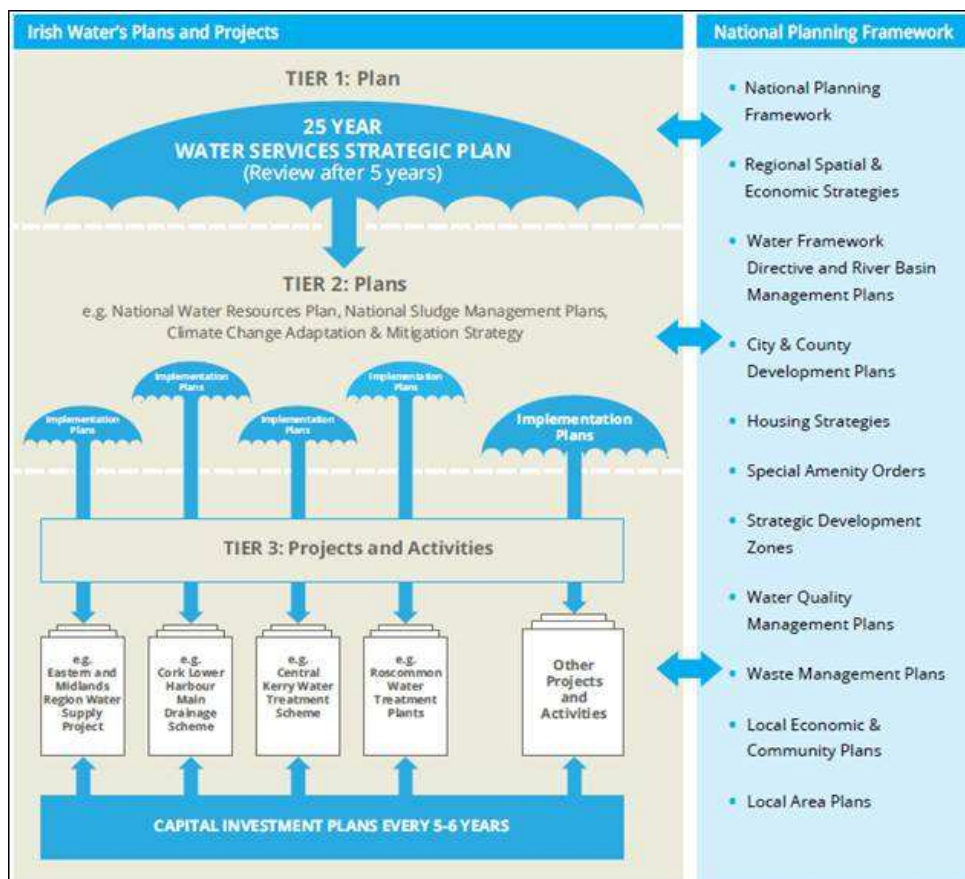 Irish Water's Plans and Projects
TIER 1: Plan
25 YEAR
WATER SERVICES STRATEGIC PLAN
(Review after 5 years)
TIER 2: Plans
e.g. National Water Resources Plan, National Sludge Management Plans,
Climate Change Adaptation & Mitigation Strategy
Implementation
Plans
Implementation
Plans
Implementation
Plans
Implementation
Plans
Implementation
Plans
TIER 3: Projects and Activities
e.g.
Eastern and
Midlands
Region Water
Supply
Project
e.g.
Cork Lower
Harbour
Main
Drainage
Scheme
e.g.
Central
Kerry Water
Treatment
Scheme
e.g.
Roscommon
Water
Treatment
Plants
Other
Projects
and
Activities
CAPITAL INVESTMENT PLANS EVERY 5-6 YEARS
National Planning Framework
• National Planning
Framework
• Regional Spatial &
Economic Strategies
• Water Framework
Directive and River Basin
Management Plans
• City & County
Development Plans
• Housing Strategies
• Special Amenity Orders
• Strategic Development
Zones
• Water Quality
Management Plans
• Waste Management Plans
• Local Economic &
Community Plans
• Local Area Plans